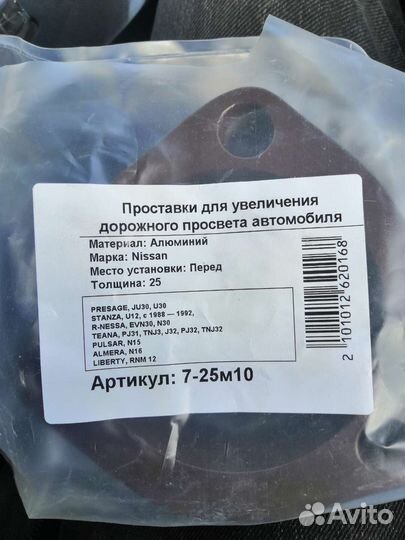 Проставки для увеличения
дорожного просвета автомобиля
Материал: Алюминий
Марка: Nissan
Место установки: Перед
Толщина: 25
PRESAGE, JU30, U30
STANZA, U12, с 1988 — 1992,
R-NESSA, EVN30, N30
TEANA, PJ31, TNJ3, J32, PJ32, TNJ32
PULSAR, N15
ALMERA, N16
LIBERTY, RNM 12
Артикул: 7-25м10
2 101012 620168
Avito